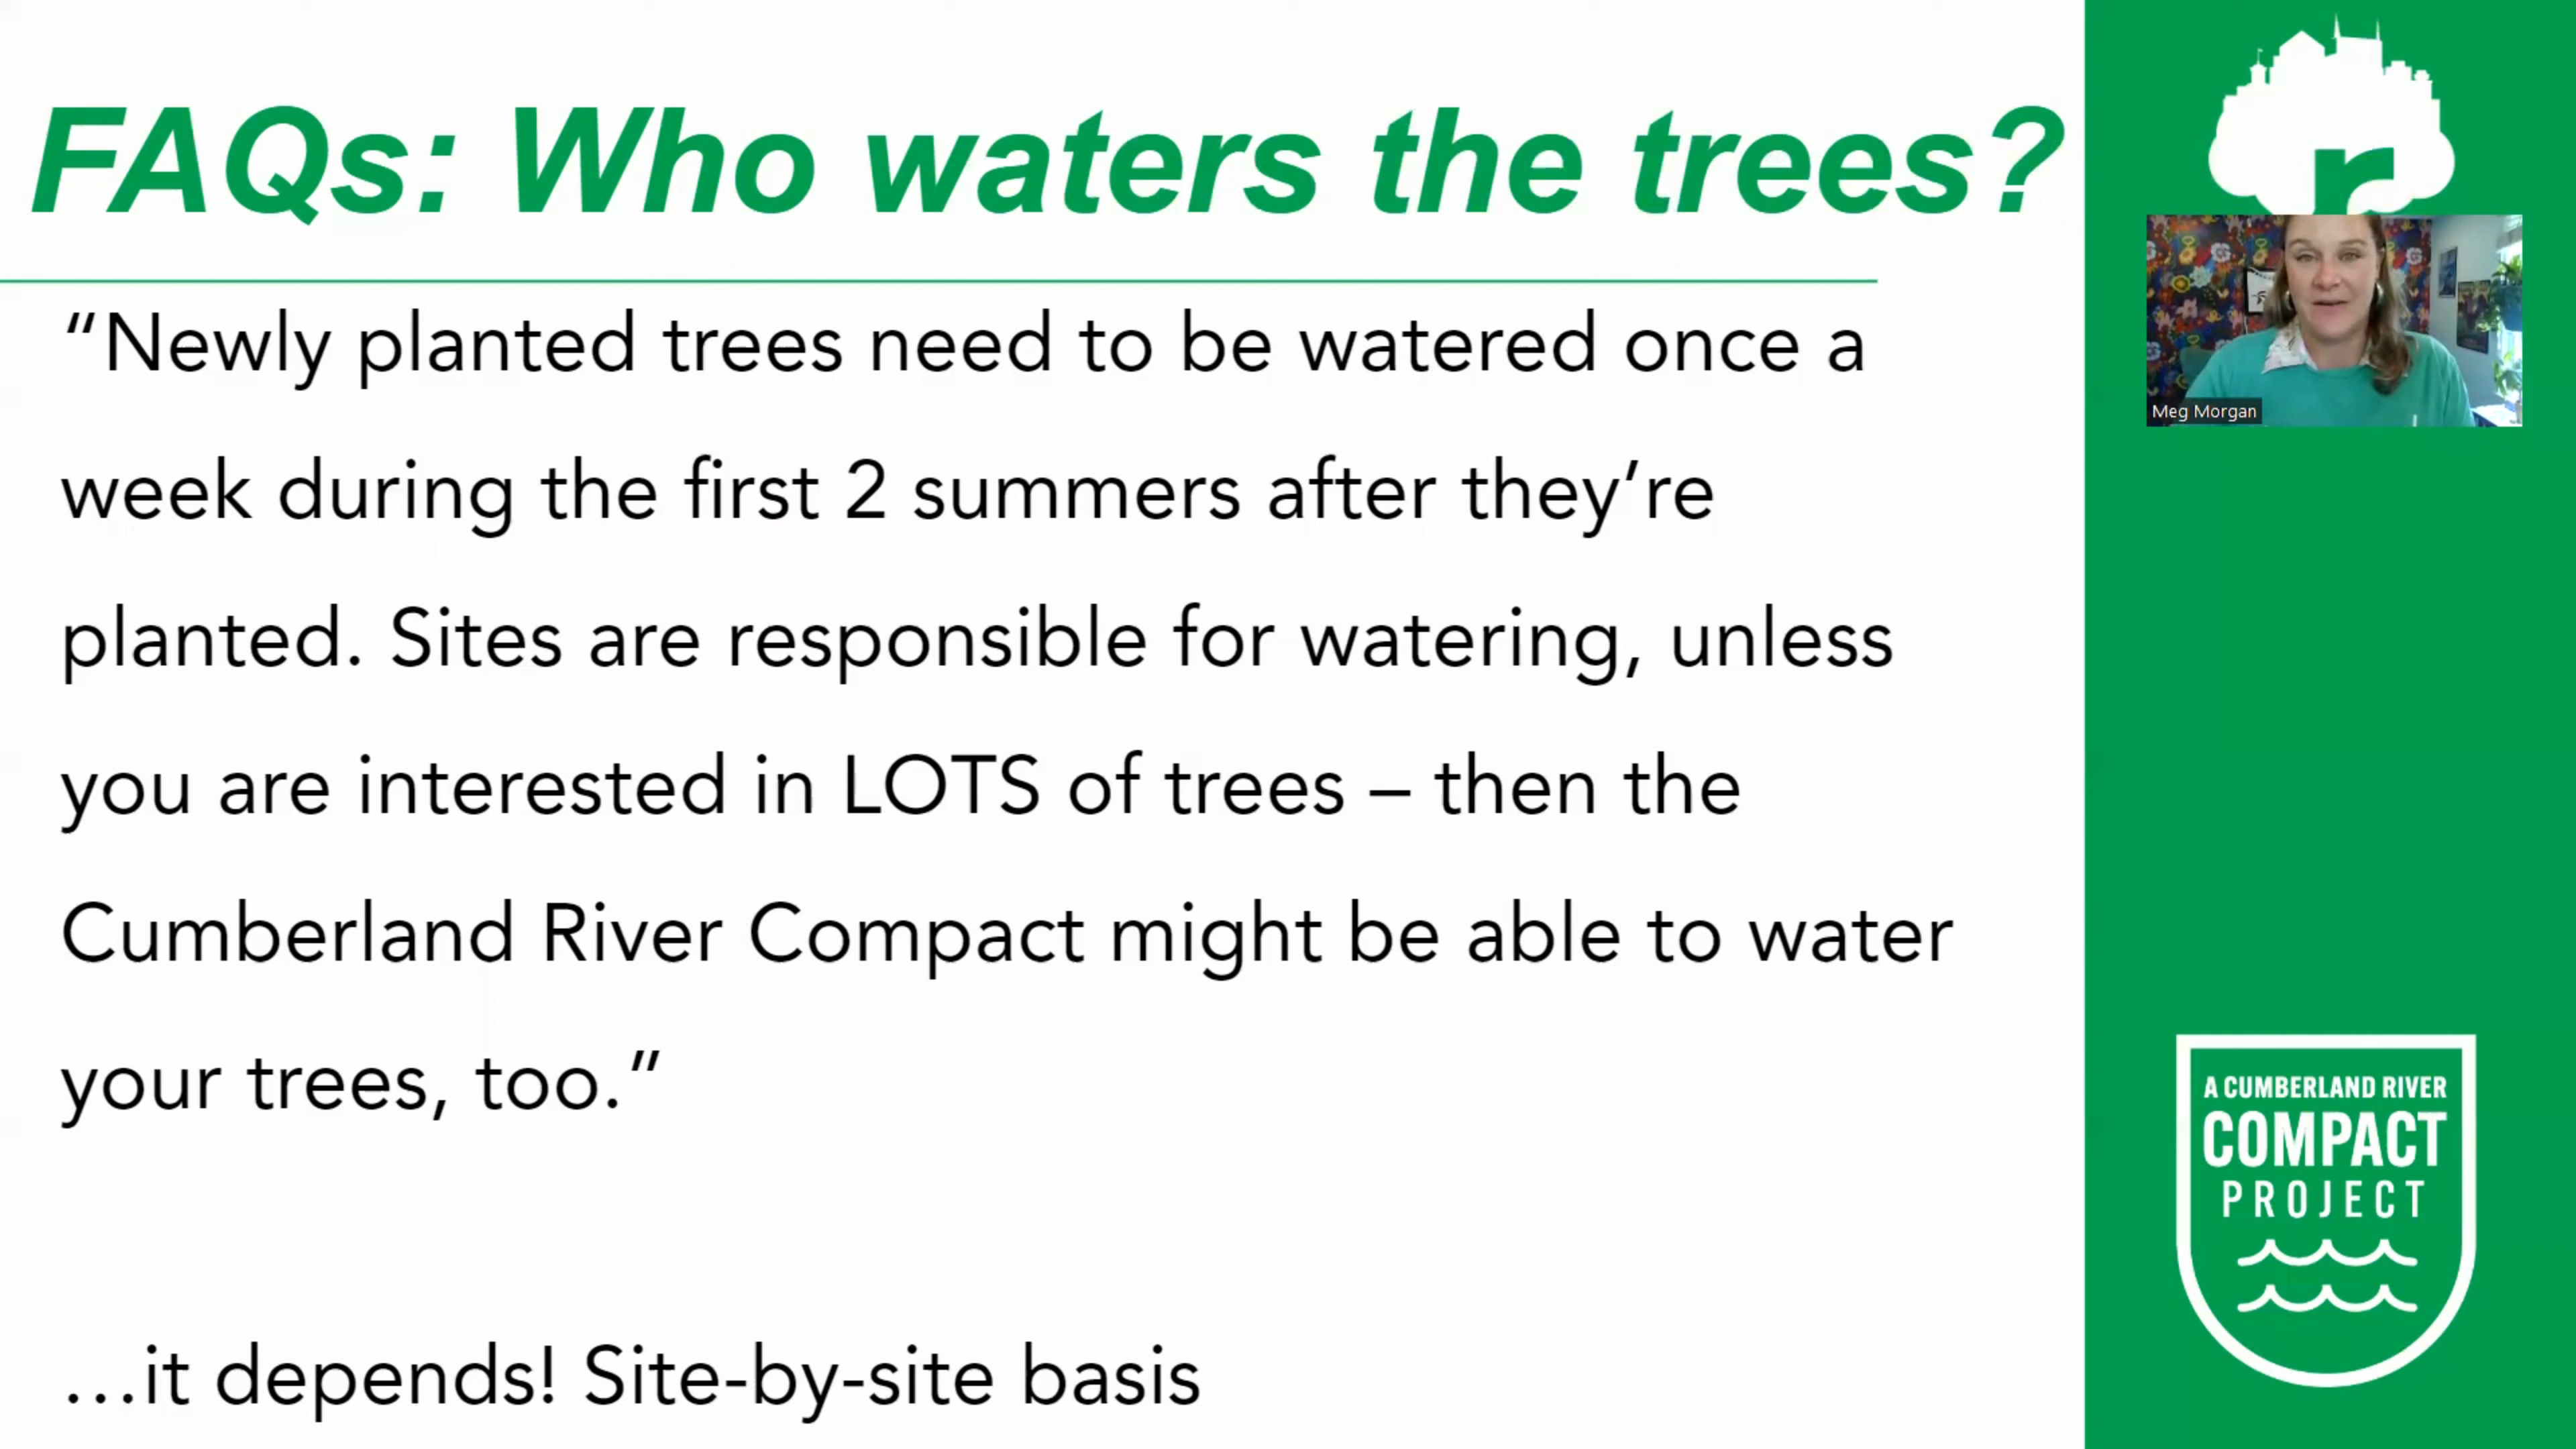 FAQs: Who waters the trees?
“Newly planted trees need to be watered once a
week during the first 2 summers after they’re
planted. Sites are responsible for watering, unless
you are interested in LOTS of trees – then the
Cumberland River Compact might be able to water
your trees, too.”
…it depends! Site-by-site basis
r
Meg Morgan
A CUMBERLAND RIVER
COMPACT
PROJECT